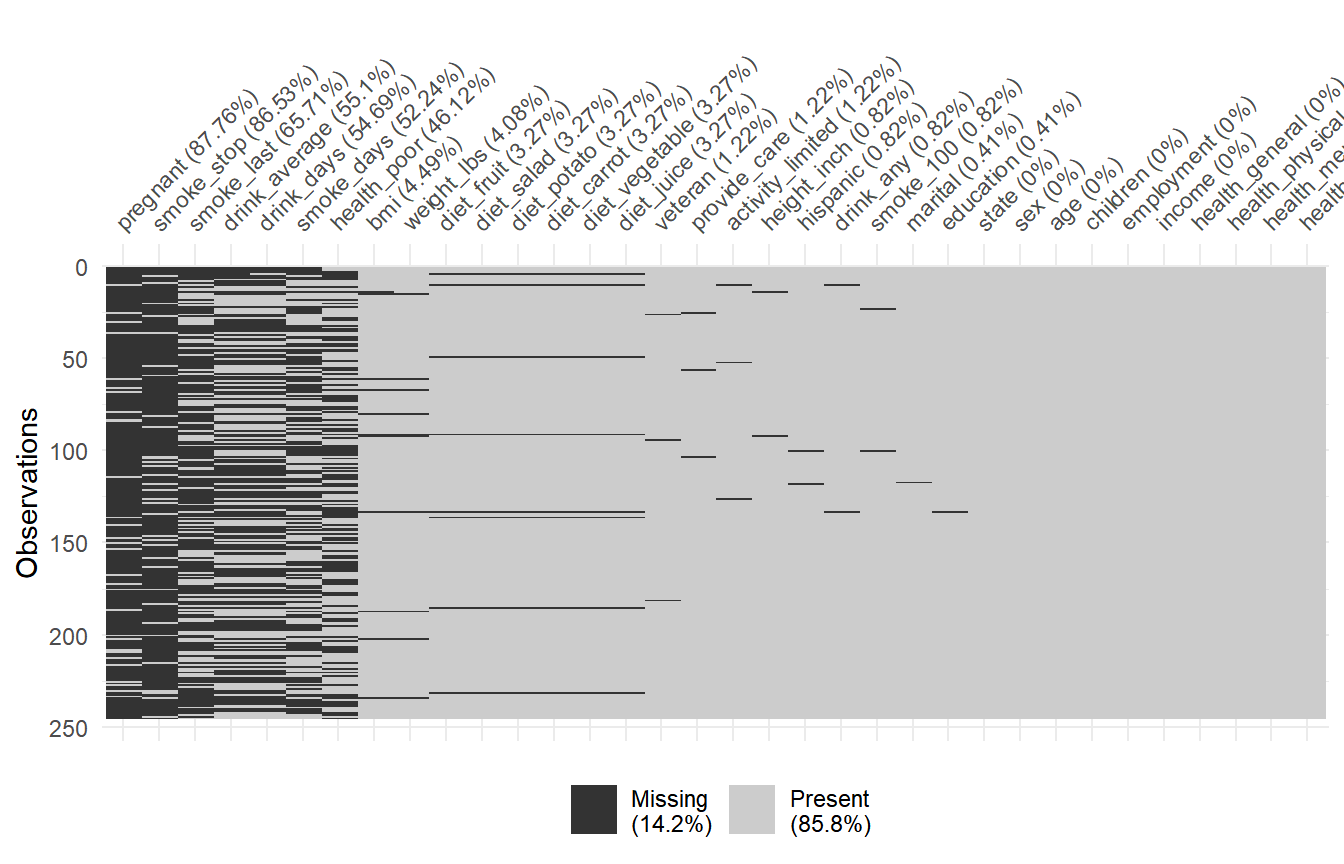 pregnant (87.76%)
smoke_stop (86.53%)
smoke_last (65.71%)
drink_average (55.1%)
drink_days (54.69%)
smoke_days (52.24%)
health_poor (46.12%)
bmi (4.49%)
weight_lbs (4.08%)
diet_fruit (3.27%)
diet_salad (3.27%)
diet_potato (3.27%)
diet_carrot (3.27%)
diet_vegetable (3.27%)
diet_juice (3.27%)
veteran (1.22%)
provide_care (1.22%)
activity_limited (1.22%)
height_inch (0.82%)
hispanic (0.82%)
drink_any (0.82%)
smoke_100 (0.82%)
marital (0.41%)
education (0.41%)
state (0%)
sex (0%)
age (0%)
children (0%)
employment (0%)
income (0%)
health_general (0%
health_physical
health_me
health
0
50
100
150
200
250
Observations
Missing
(14.2%)
Present
(85.8%)